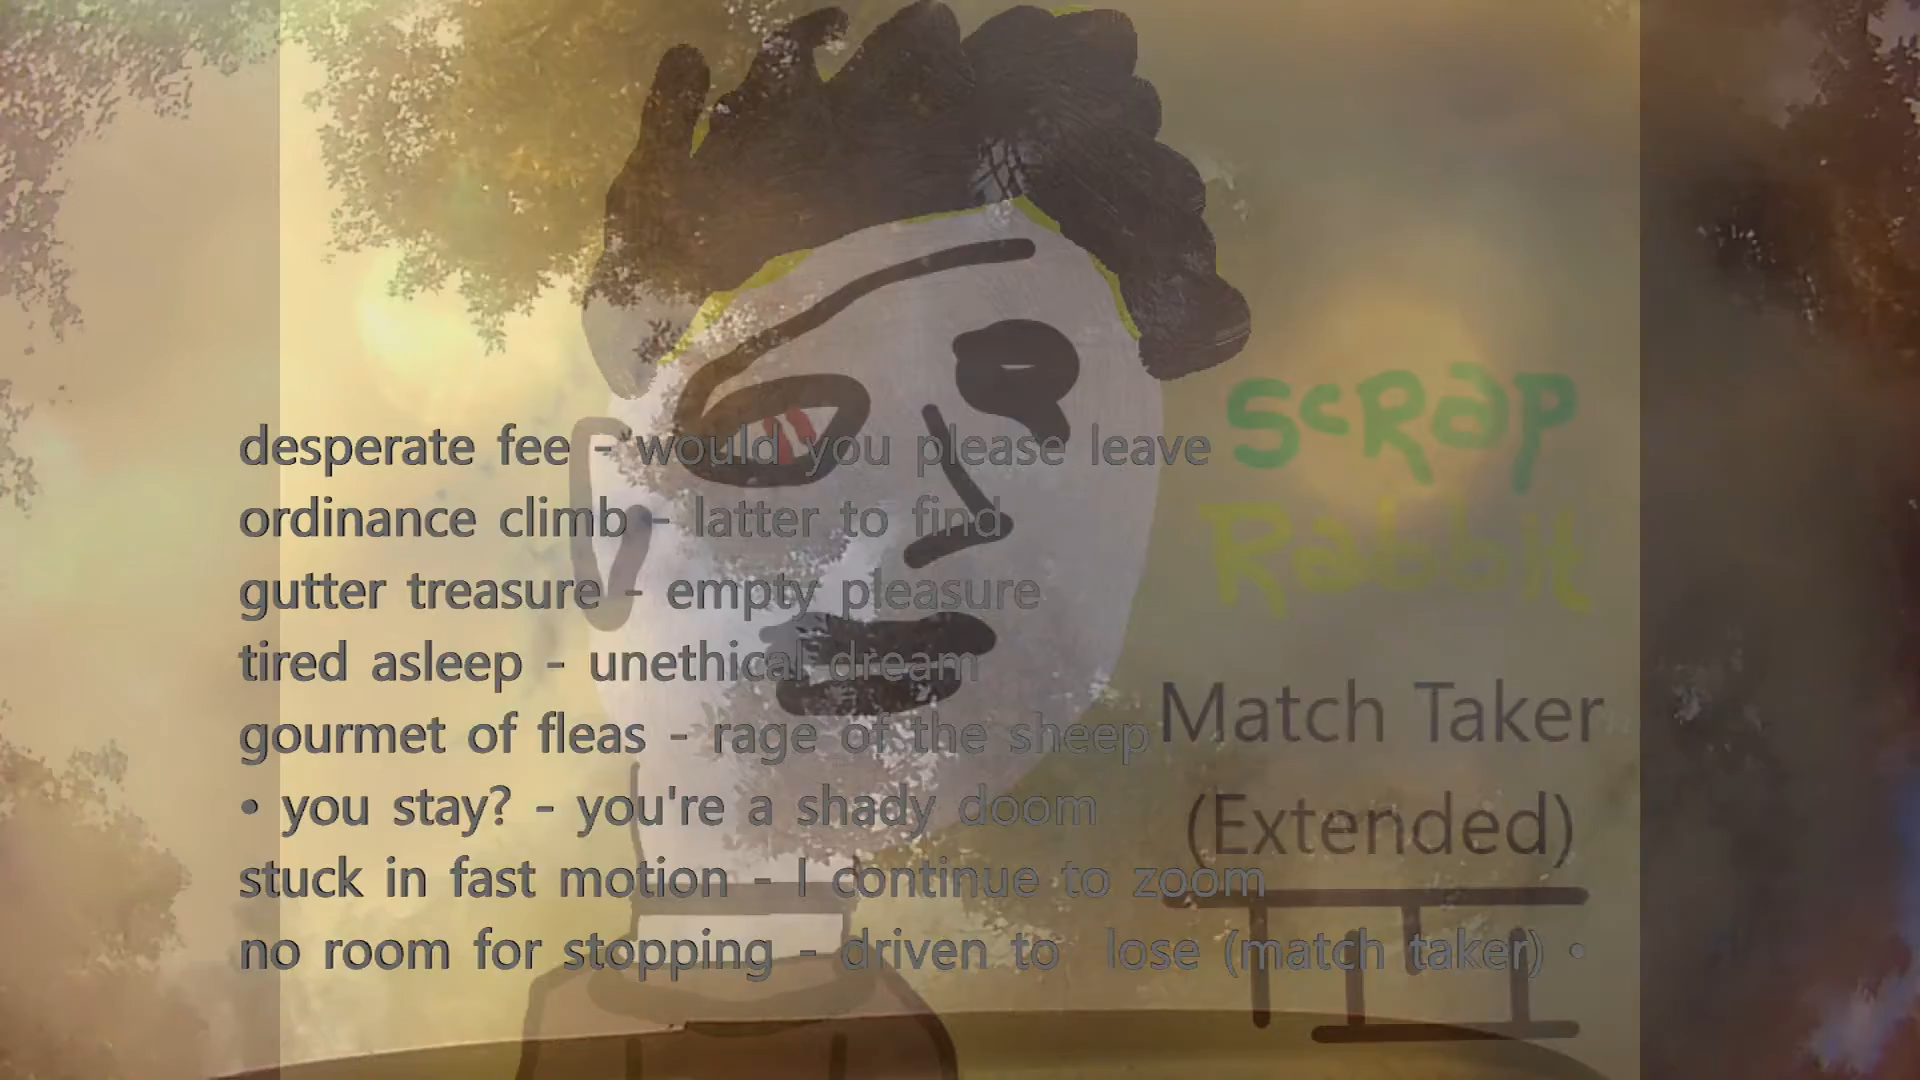 desperate fee - would you please leave
ordinance climb - latter to find
gutter treasure - empty pleasure
tired asleep - unethical dream
gourmet of fleas - rage of the sheep
• you stay? - you're a shady doom
stuck in fast motion - I continue to zoom
no room for stopping - driven to lose (match taker) •
scRap
Rabbit
Match Taker
(Extended)